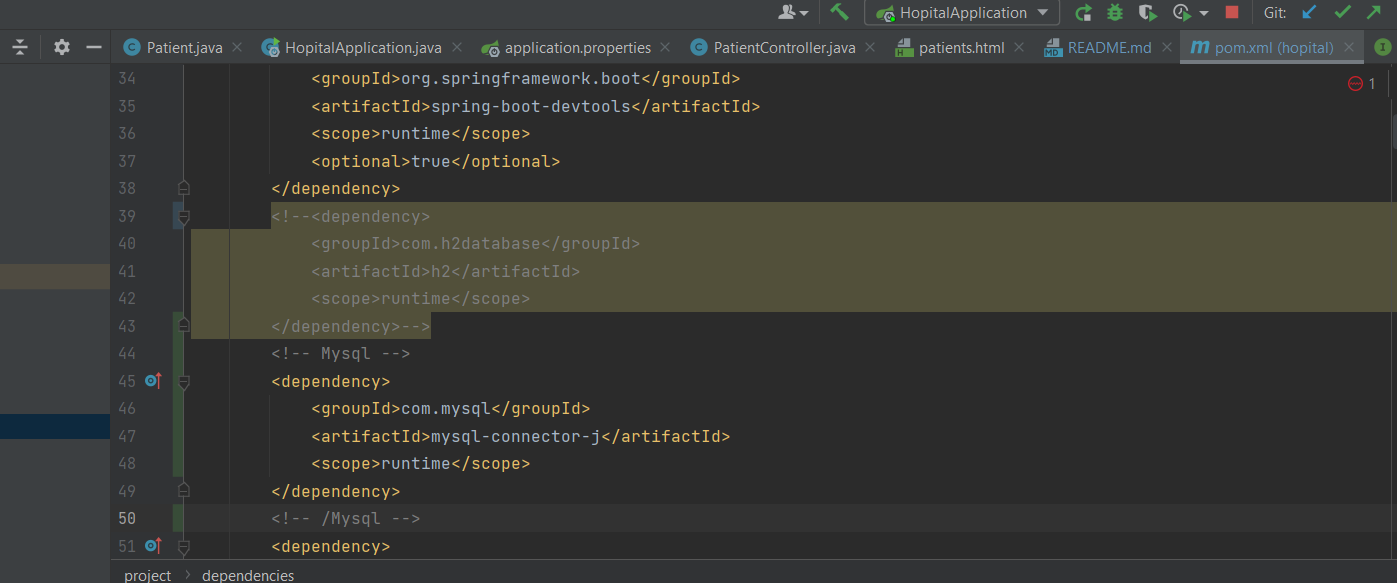 HopitalApplication Git:
Patient.java HopitalApplication.java application.properties PatientController.java patients.html README.md pom.xml (hopital)
34 <groupId>org.springframework.boot</groupId>
1
35 <artifactId>spring-boot-devtools</artifactId>
36 <scope>runtime</scope>
37 <optional>true</optional>
38 </dependency>
39 <!--<dependency>
40 <groupId>com.h2database</groupId>
41 <artifactId>h2</artifactId>
42 <scope>runtime</scope>
43 </dependency>-->
44 <!-- Mysql -->
45 <dependency>
46 <groupId>com.mysql</groupId>
47 <artifactId>mysql-connector-j</artifactId>
48 <scope>runtime</scope>
49 </dependency>
50 <!-- /Mysql -->
51 <dependency>
project > dependencies